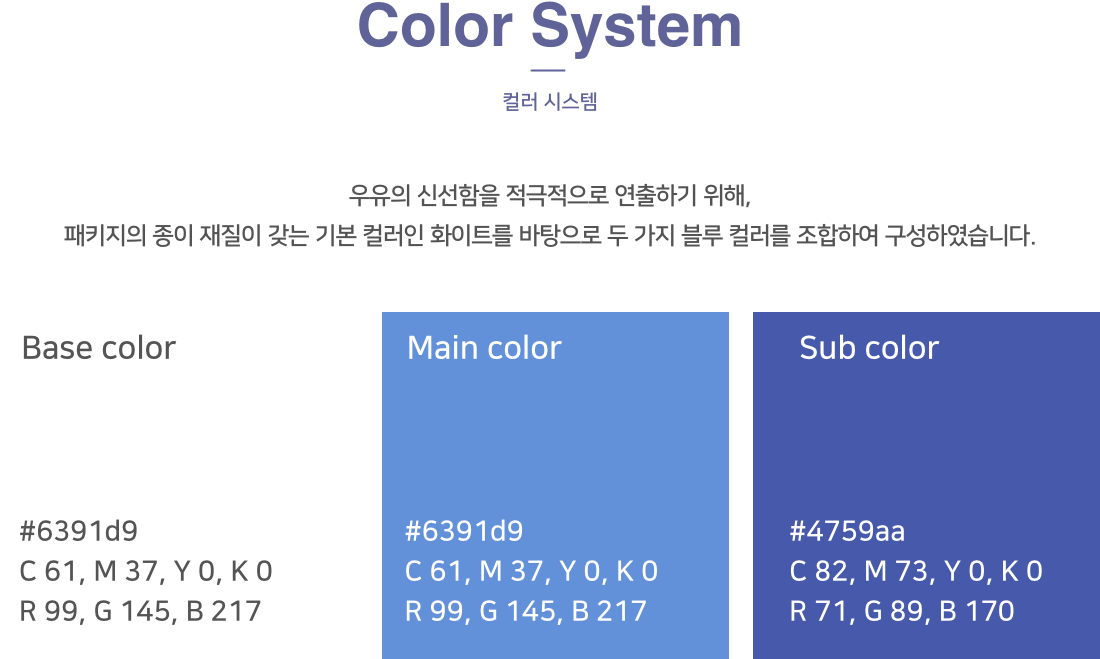 Color System
컬러 시스템
우유의 신선함을 적극적으로 연출하기 위해,
패키지의 종이 재질이 갖는 기본 컬러인 화이트를 바탕으로 두 가지 블루 컬러를 조합하여 구성하였습니다.
Base color
#6391d9
C 61, M 37, Y 0, K 0
R 99, G 145, B 217
Main color
#6391d9
C 61, M 37, Y 0, K 0
R 99, G 145, B 217
Sub color
#4759aa
C 82, M 73, Y 0, K 0
R 71, G 89, B 170